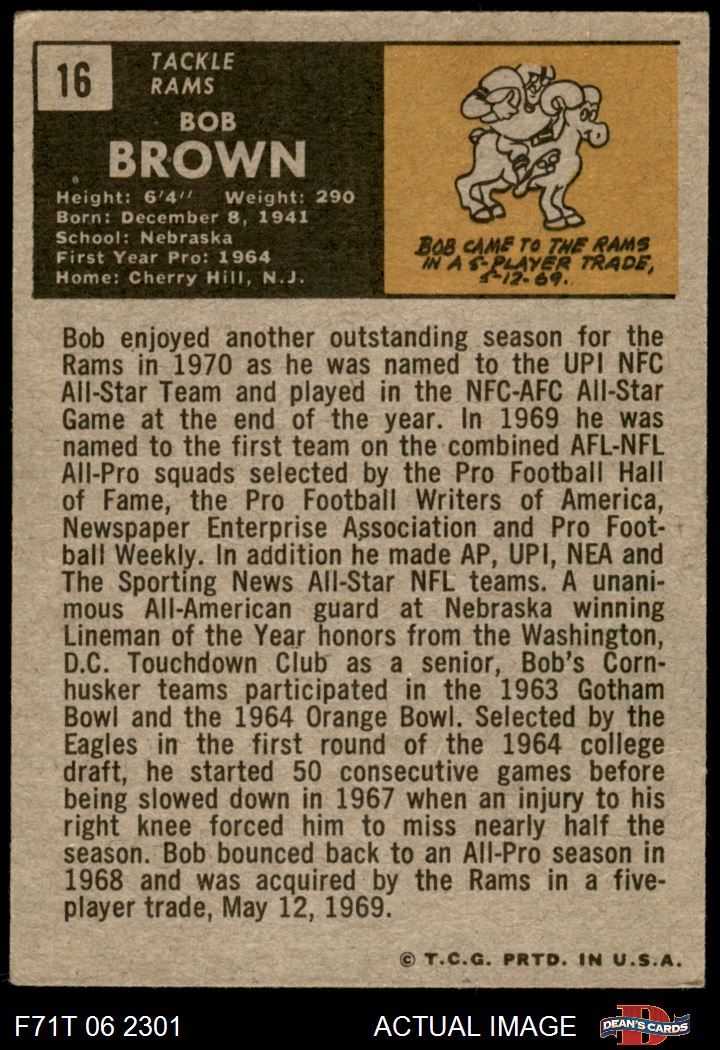 16
TACKLE
RAMS
BOB
BROWN
Height: 6'4'' Weight: 290
Born: December 8, 1941
School: Nebraska
First Year Pro: 1964
Home: Cherry Hill, N.J.
BOB CAME TO THE RAMS
IN A 5-PLAYER TRADE,
5-12-69.
Bob enjoyed another outstanding season for the
Rams in 1970 as he was named to the UPI NFC
All-Star Team and played in the NFC-AFC All-Star
Game at the end of the year. In 1969 he was
named to the first team on the combined AFL-NFL
All-Pro squads selected by the Pro Football Hall
of Fame, the Pro Football Writers of America,
Newspaper Enterprise Association and Pro Foot-
ball Weekly. In addition he made AP, UPI, NEA and
The Sporting News All-Star NFL teams. A unani-
mous All-American guard at Nebraska winning
Lineman of the Year honors from the Washington,
D.C. Touchdown Club as a senior, Bob's Corn-
husker teams participated in the 1963 Gotham
Bowl and the 1964 Orange Bowl. Selected by the
Eagles in the first round of the 1964 college
draft, he started 50 consecutive games before
being slowed down in 1967 when an injury to his
right knee forced him to miss nearly half the
season. Bob bounced back to an All-Pro season in
1968 and was acquired by the Rams in a five-
player trade, May 12, 1969.
© T.C.G. PRTD. IN U.S.A.
F71T 06 2301 ACTUAL IMAGE D DEAN'S CARDS